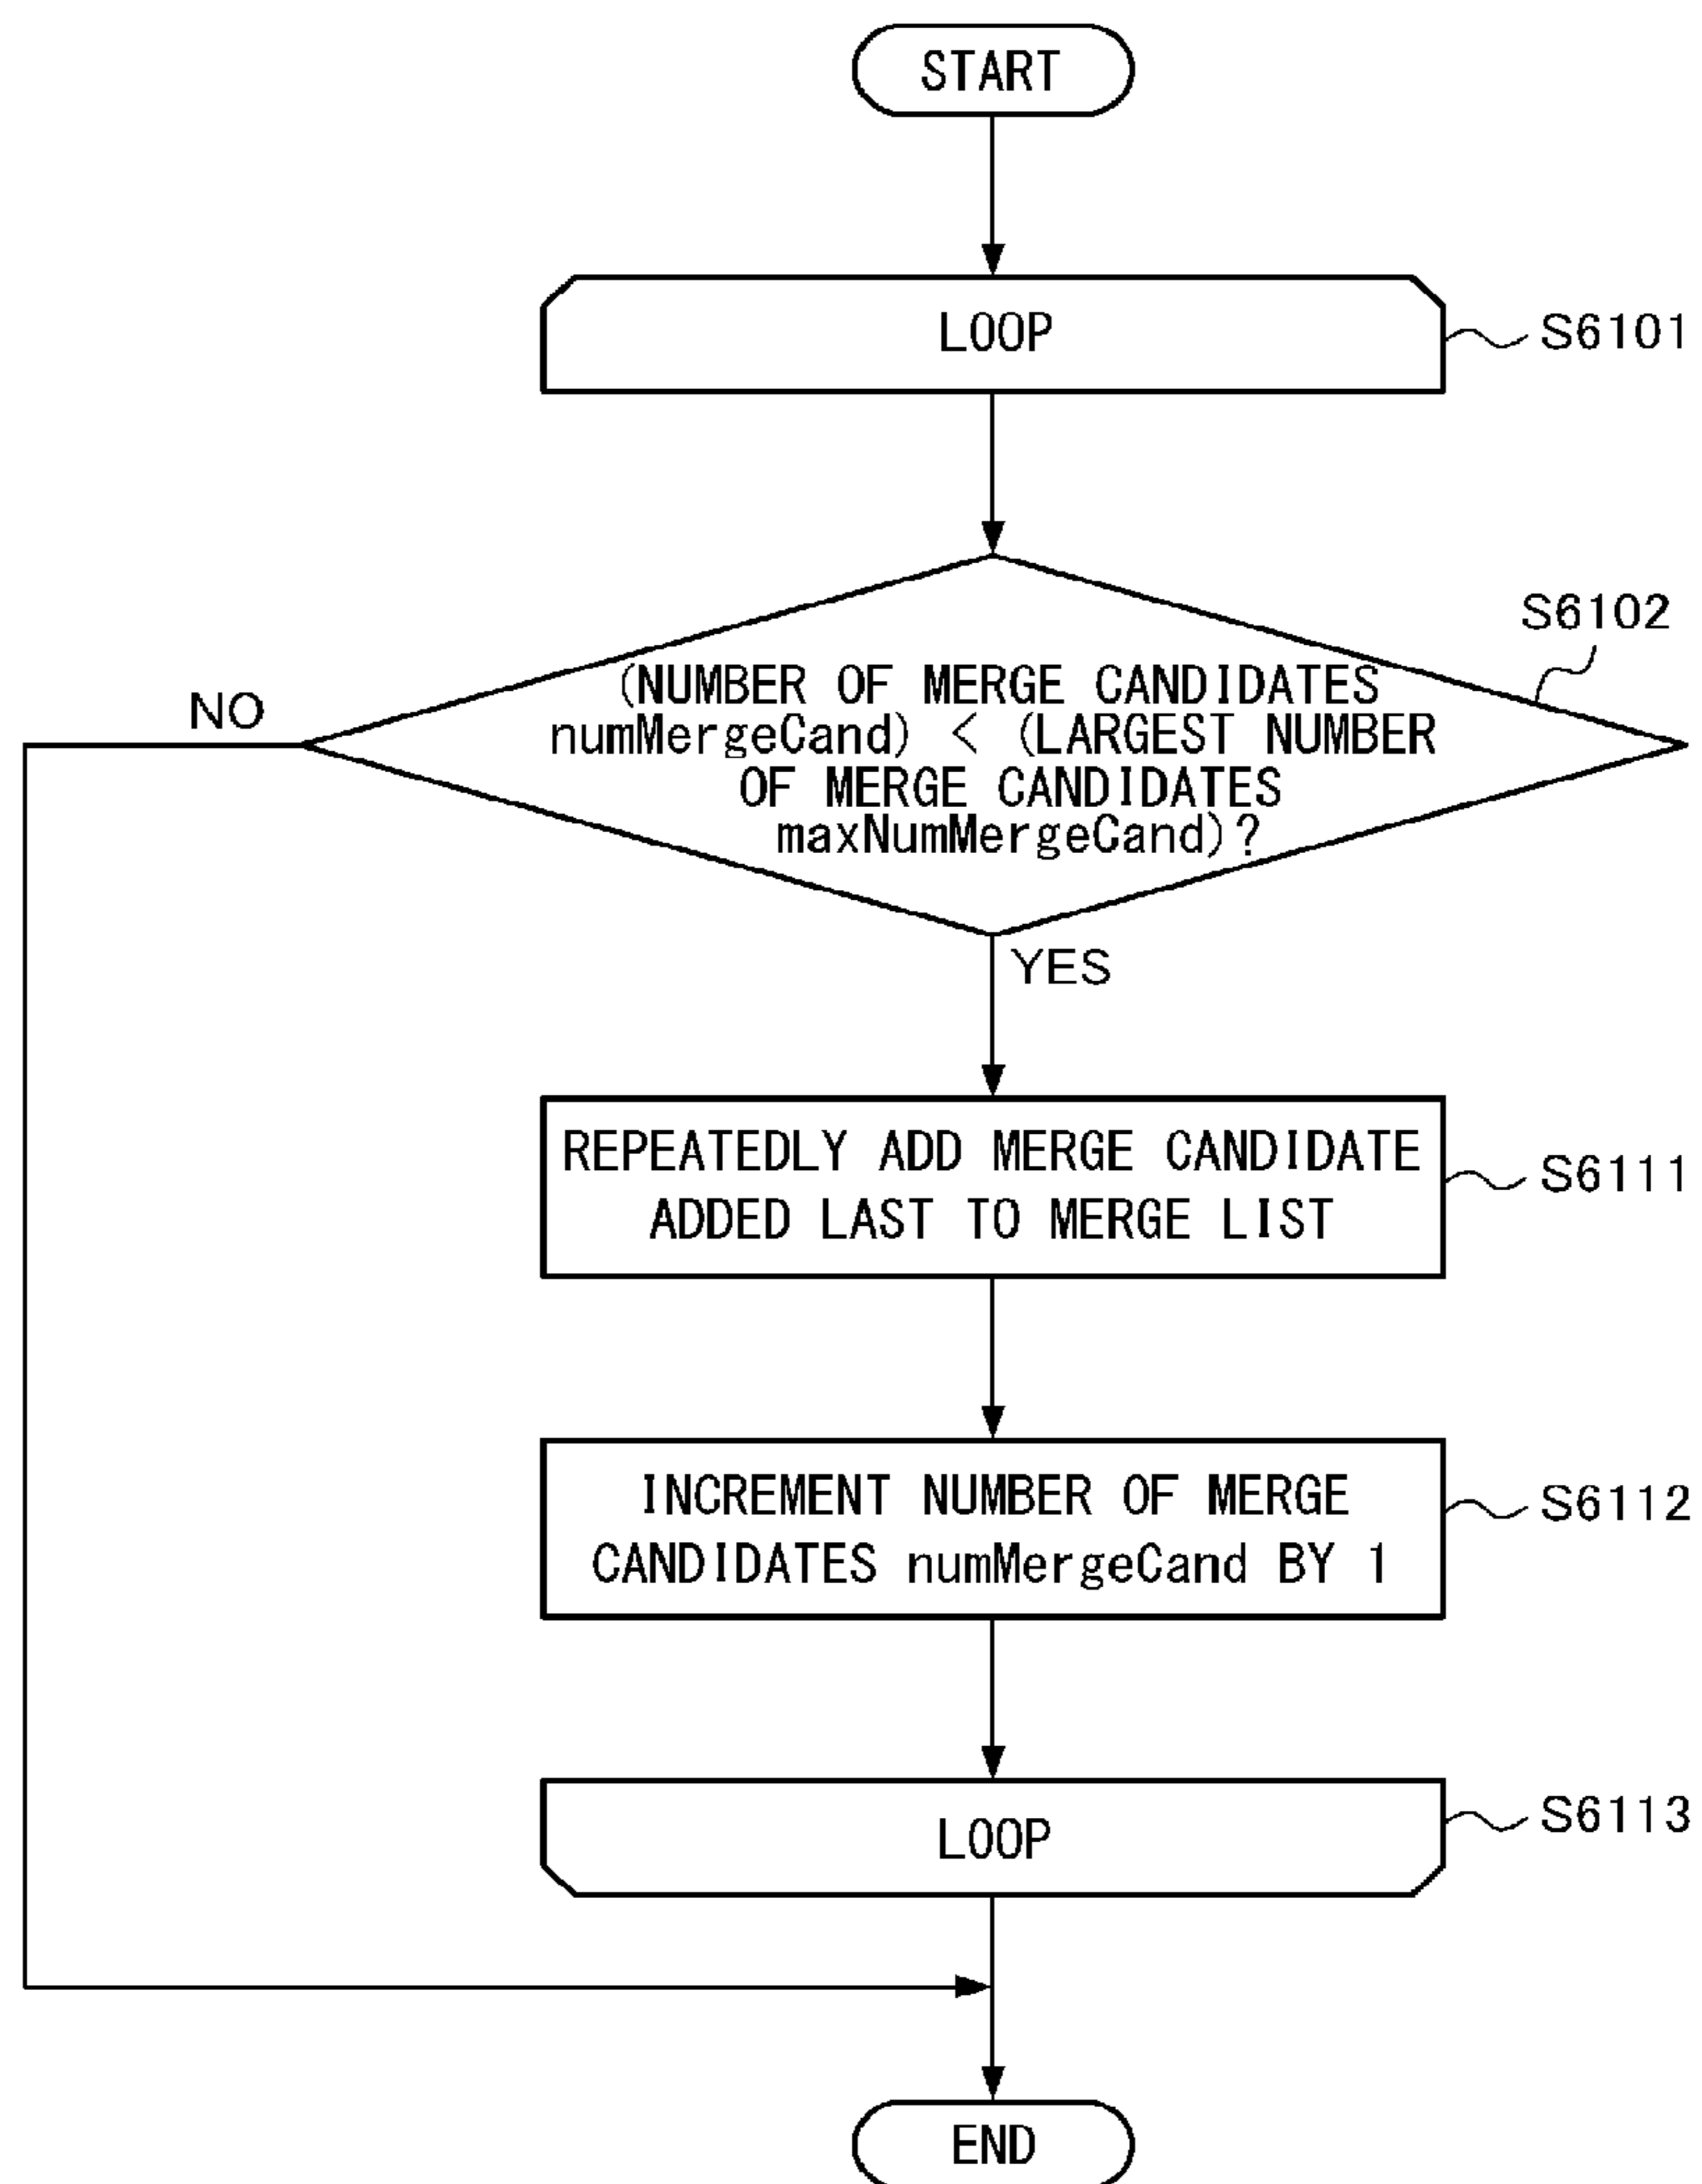 START
LOOP
S6101
S6102
(NUMBER OF MERGE CANDIDATES
numMergeCand) < (LARGEST NUMBER
OF MERGE CANDIDATES
maxNumMergeCand)?
NO
YES
REPEATEDLY ADD MERGE CANDIDATE
ADDED LAST TO MERGE LIST
S6111
INCREMENT NUMBER OF MERGE
CANDIDATES numMergeCand BY 1
S6112
LOOP
S6113
END